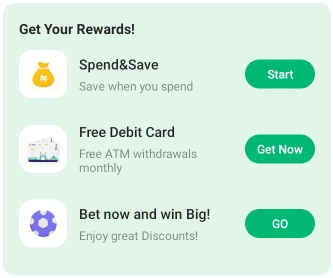 Get Your Rewards!
Spend&Save
Save when you spend
Start
Free Debit Card
Free ATM withdrawals
monthly
Get Now
Bet now and win Big!
Enjoy great Discounts!
GO